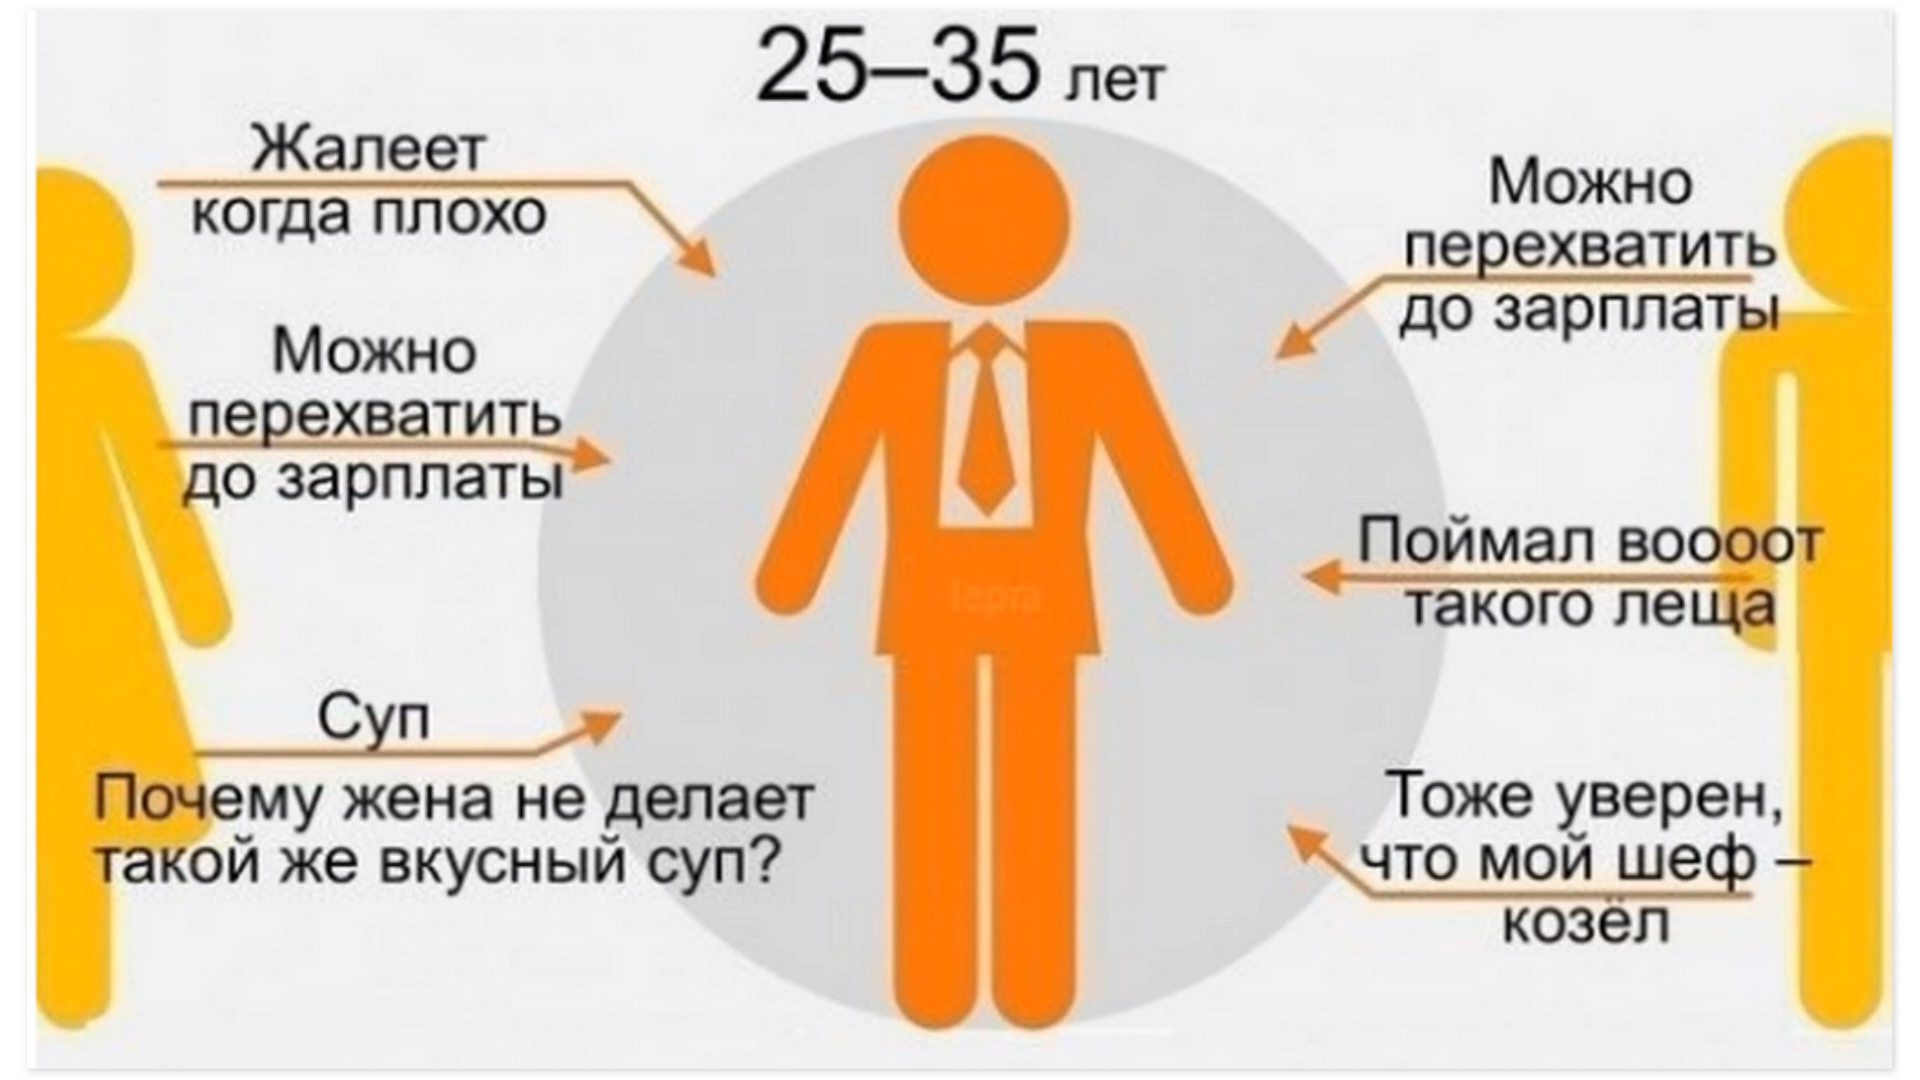 25–35 лет
Жалеет
когда плохо
Можно
перехватить
до зарплаты
Суп
Почему жена не делает
такой же вкусный суп?
Можно
перехватить
до зарплаты
Поймал воооот
такого леща
Тоже уверен,
что мой шеф –
козёл
lepra